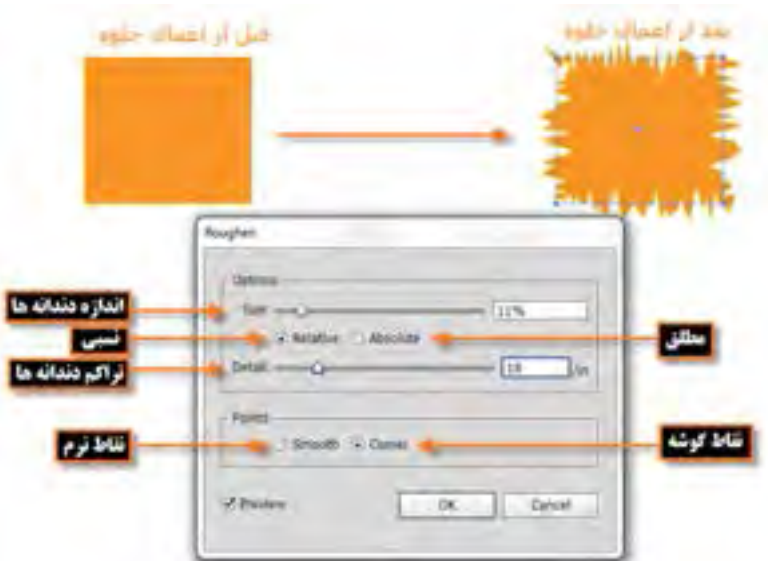 قبل از اعمال جلوه
بعد از اعمال جلوه
Roughen
Options
اندازه دندانه ها
Size
11%
نسبی
Relative
Absolute
مطلق
تراکم دندانه ها
Detail
/in
Points
نقاط نرم
Smooth
Corner
نقاط گوشه
Preview
OK
Cancel